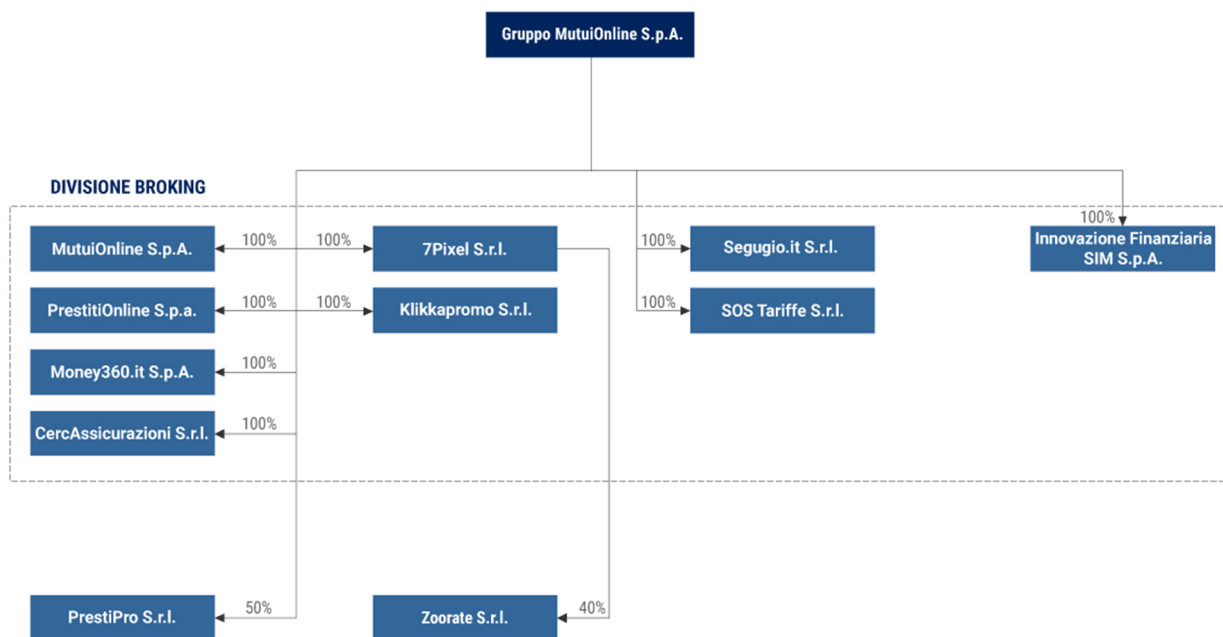 Gruppo MutuiOnline S.p.A.
DIVISIONE BROKING
100%
MutuiOnline S.p.A.
100%
100%
7Pixel S.r.l.
100%
Segugio.it S.r.l.
Innovazione Finanziaria
SIM S.p.A.
PrestitiOnline S.p.a.
100%
100%
Klikkapromo S.r.l.
100%
SOS Tariffe S.r.l.
Money360.it S.p.A.
100%
CercAssicurazioni S.r.l.
100%
PrestiPro S.r.l.
50%
Zoorate S.r.l.
40%